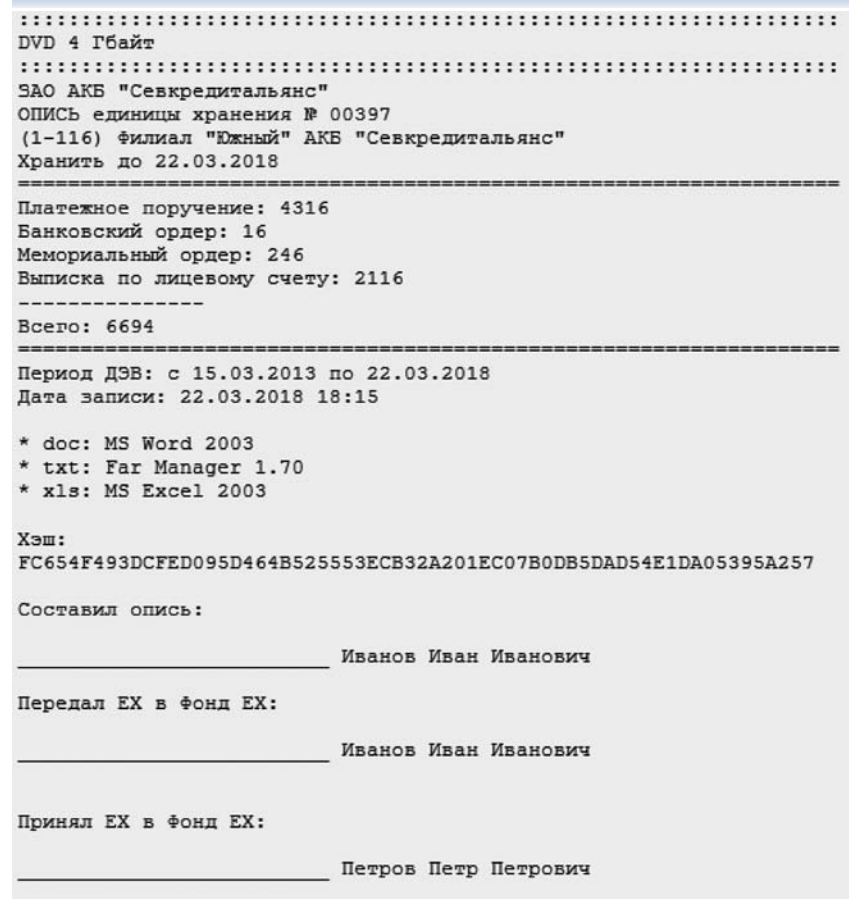 ::::::::::::::::::::::::::::::::::::::::::::::::::::::::::::::::::
DVD 4 Гбайт
::::::::::::::::::::::::::::::::::::::::::::::::::::::::::::::::::
ЗАО АКБ "Севкредитальянс"
ОПИСЬ единицы хранения № 00397
(1-116) Филиал "Южный" АКБ "Севкредитальянс"
Хранить до 22.03.2018
==================================================================
Платежное поручение: 4316
Банковский ордер: 16
Мемориальный ордер: 246
Выписка по лицевому счету: 2116
---------------
Всего: 6694
==================================================================
Период ДЭВ: с 15.03.2013 по 22.03.2018
Дата записи: 22.03.2018 18:15
* doc: MS Word 2003
* txt: Far Manager 1.70
* xls: MS Excel 2003
Хэш:
FC654F493DCFED095D464B525553ECB32A201EC07B0DB5DAD54E1DA05395A257
Составил опись:
_________________________ Иванов Иван Иванович
Передал ЕХ в Фонд ЕХ:
_________________________ Иванов Иван Иванович
Принял ЕХ в Фонд ЕХ:
_________________________ Петров Петр Петрович